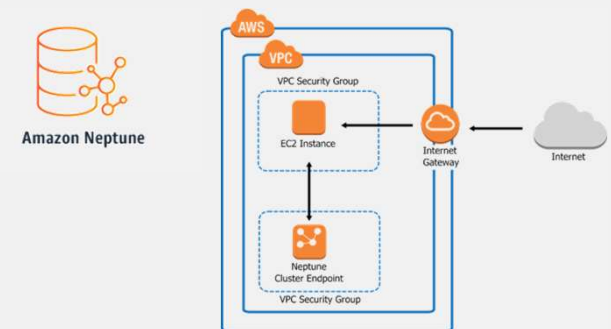 Amazon Neptune
AWS
VPC
VPC Security Group
EC2 Instance
Internet
Gateway
Internet
Neptune
Cluster Endpoint
VPC Security Group